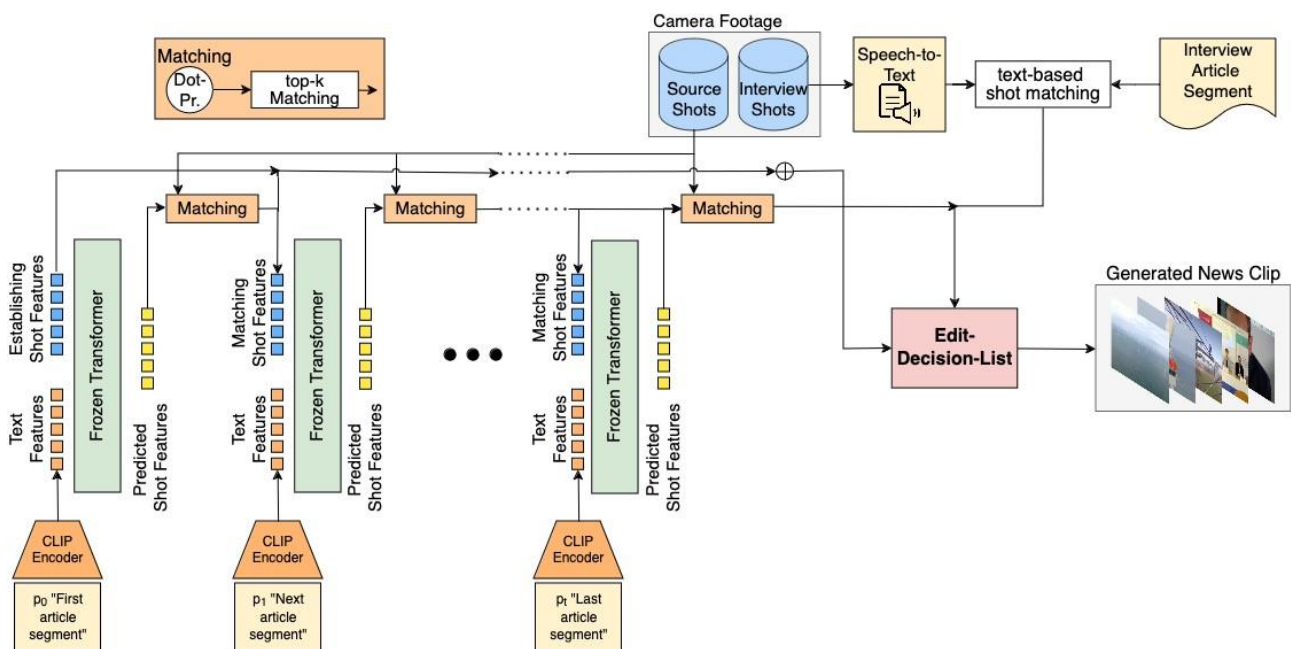 Camera Footage
Matching
Dot-
Pr.
top-k
Matching
Source
Shots
Interview
Shots
Speech-to-
Text
text-based
shot matching
Interview
Article
Segment
Matching
Matching
Matching
Establishing
Shot Features
Text
Features
Frozen Transformer
Predicted
Shot Features
Matching
Shot Features
Text
Features
Frozen Transformer
Predicted
Shot Features
Matching
Shot Features
Text
Features
Frozen Transformer
Predicted
Shot Features
Edit-
Decision-List
Generated News Clip
CLIP
Encoder
CLIP
Encoder
CLIP
Encoder
p₀ "First
article
segment"
p₁ "Next
article
segment"
pₜ "Last
article
segment"